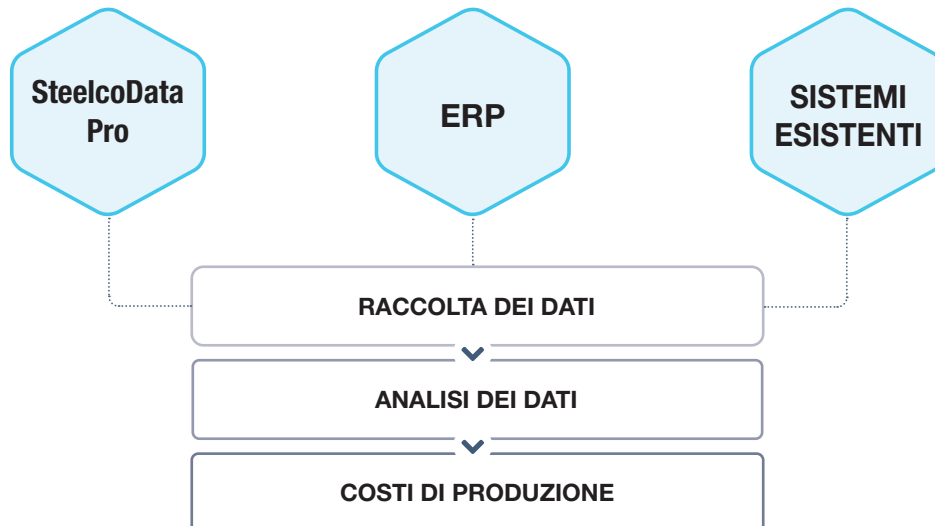 SteelcoData
Pro
ERP
SISTEMI
ESISTENTI
RACCOLTA DEI DATI
ANALISI DEI DATI
COSTI DI PRODUZIONE